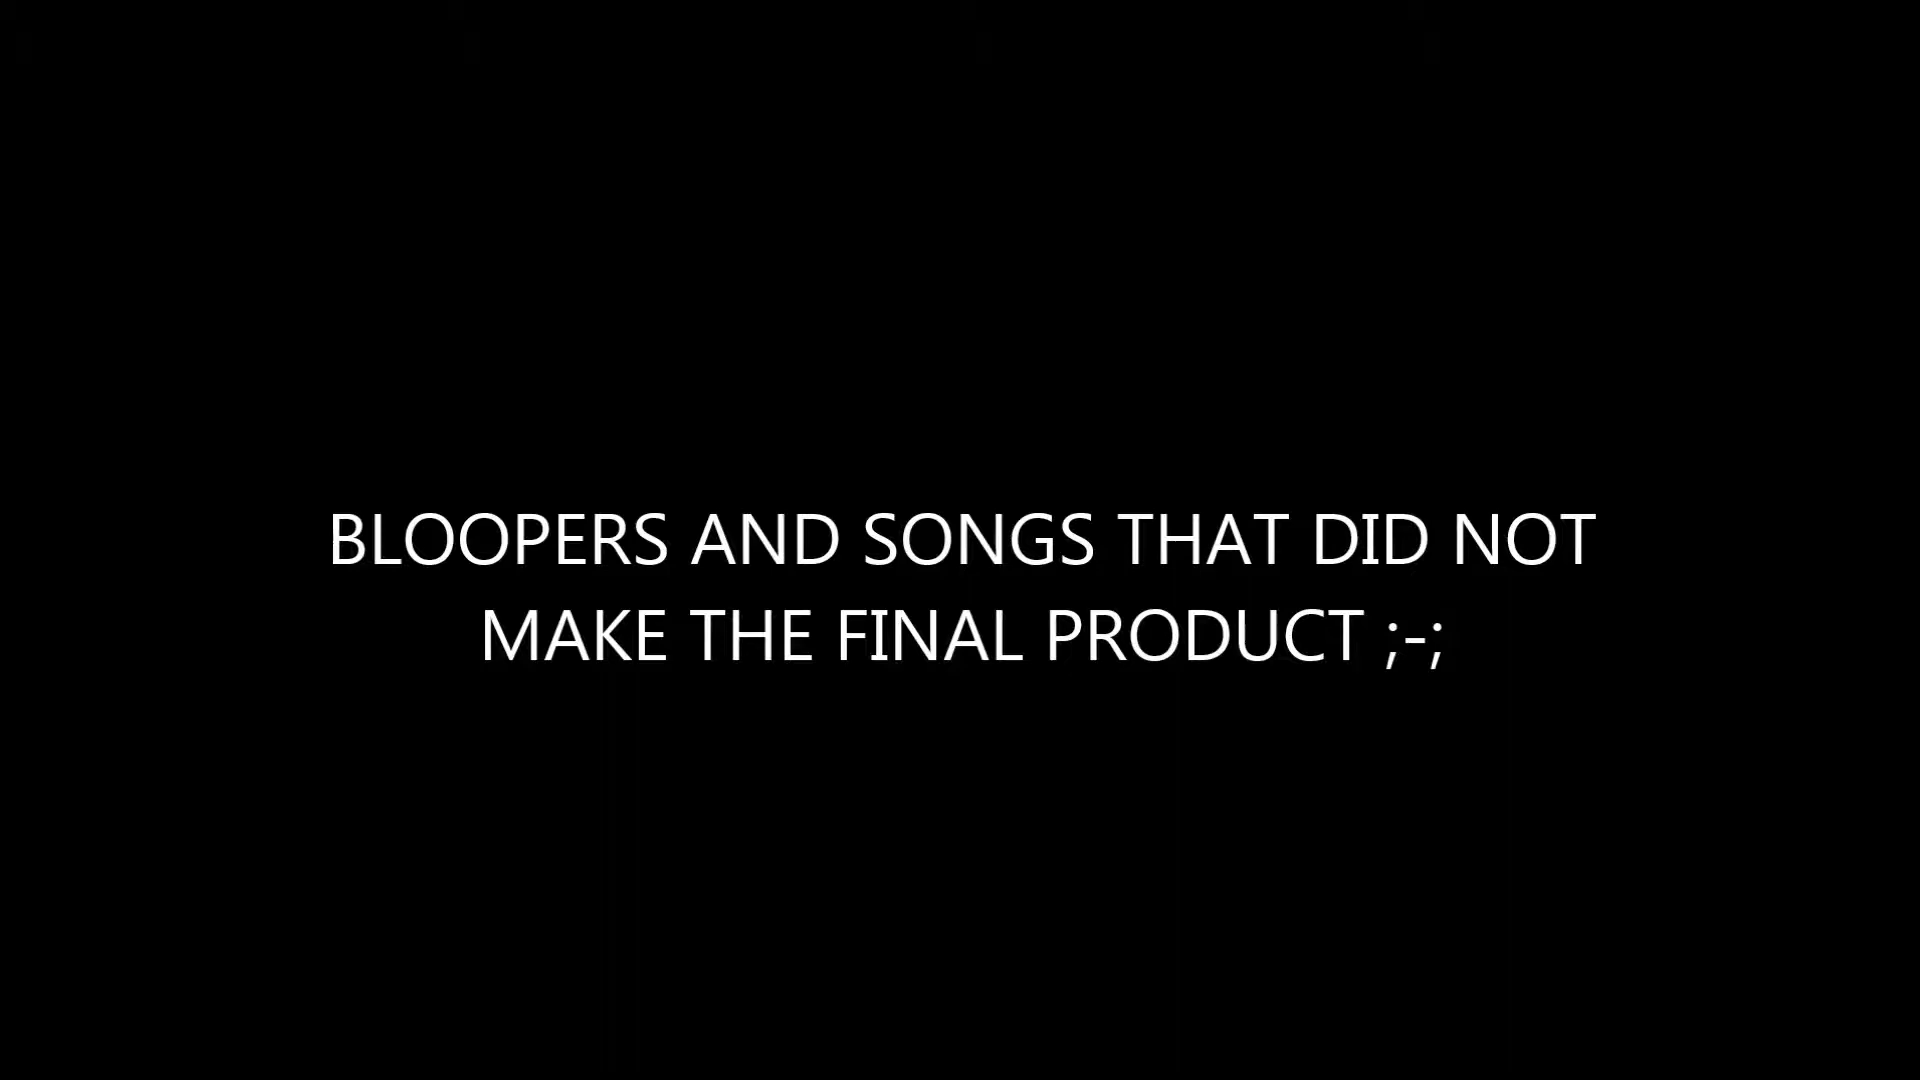 BLOOPERS AND SONGS THAT DID NOT
MAKE THE FINAL PRODUCT ;-;